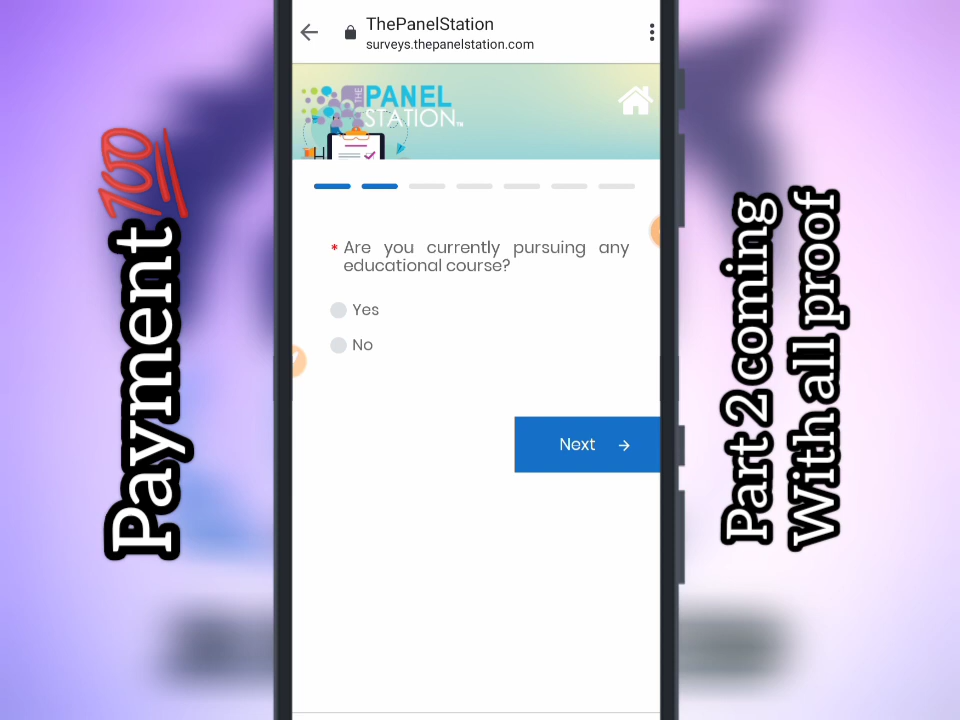 ThePanelStation
surveys.thepanelstation.com
THE PANEL
STATION™
* Are you currently pursuing any
educational course?
Yes
No
Next →
Payment💯
Part 2 coming
With all proof